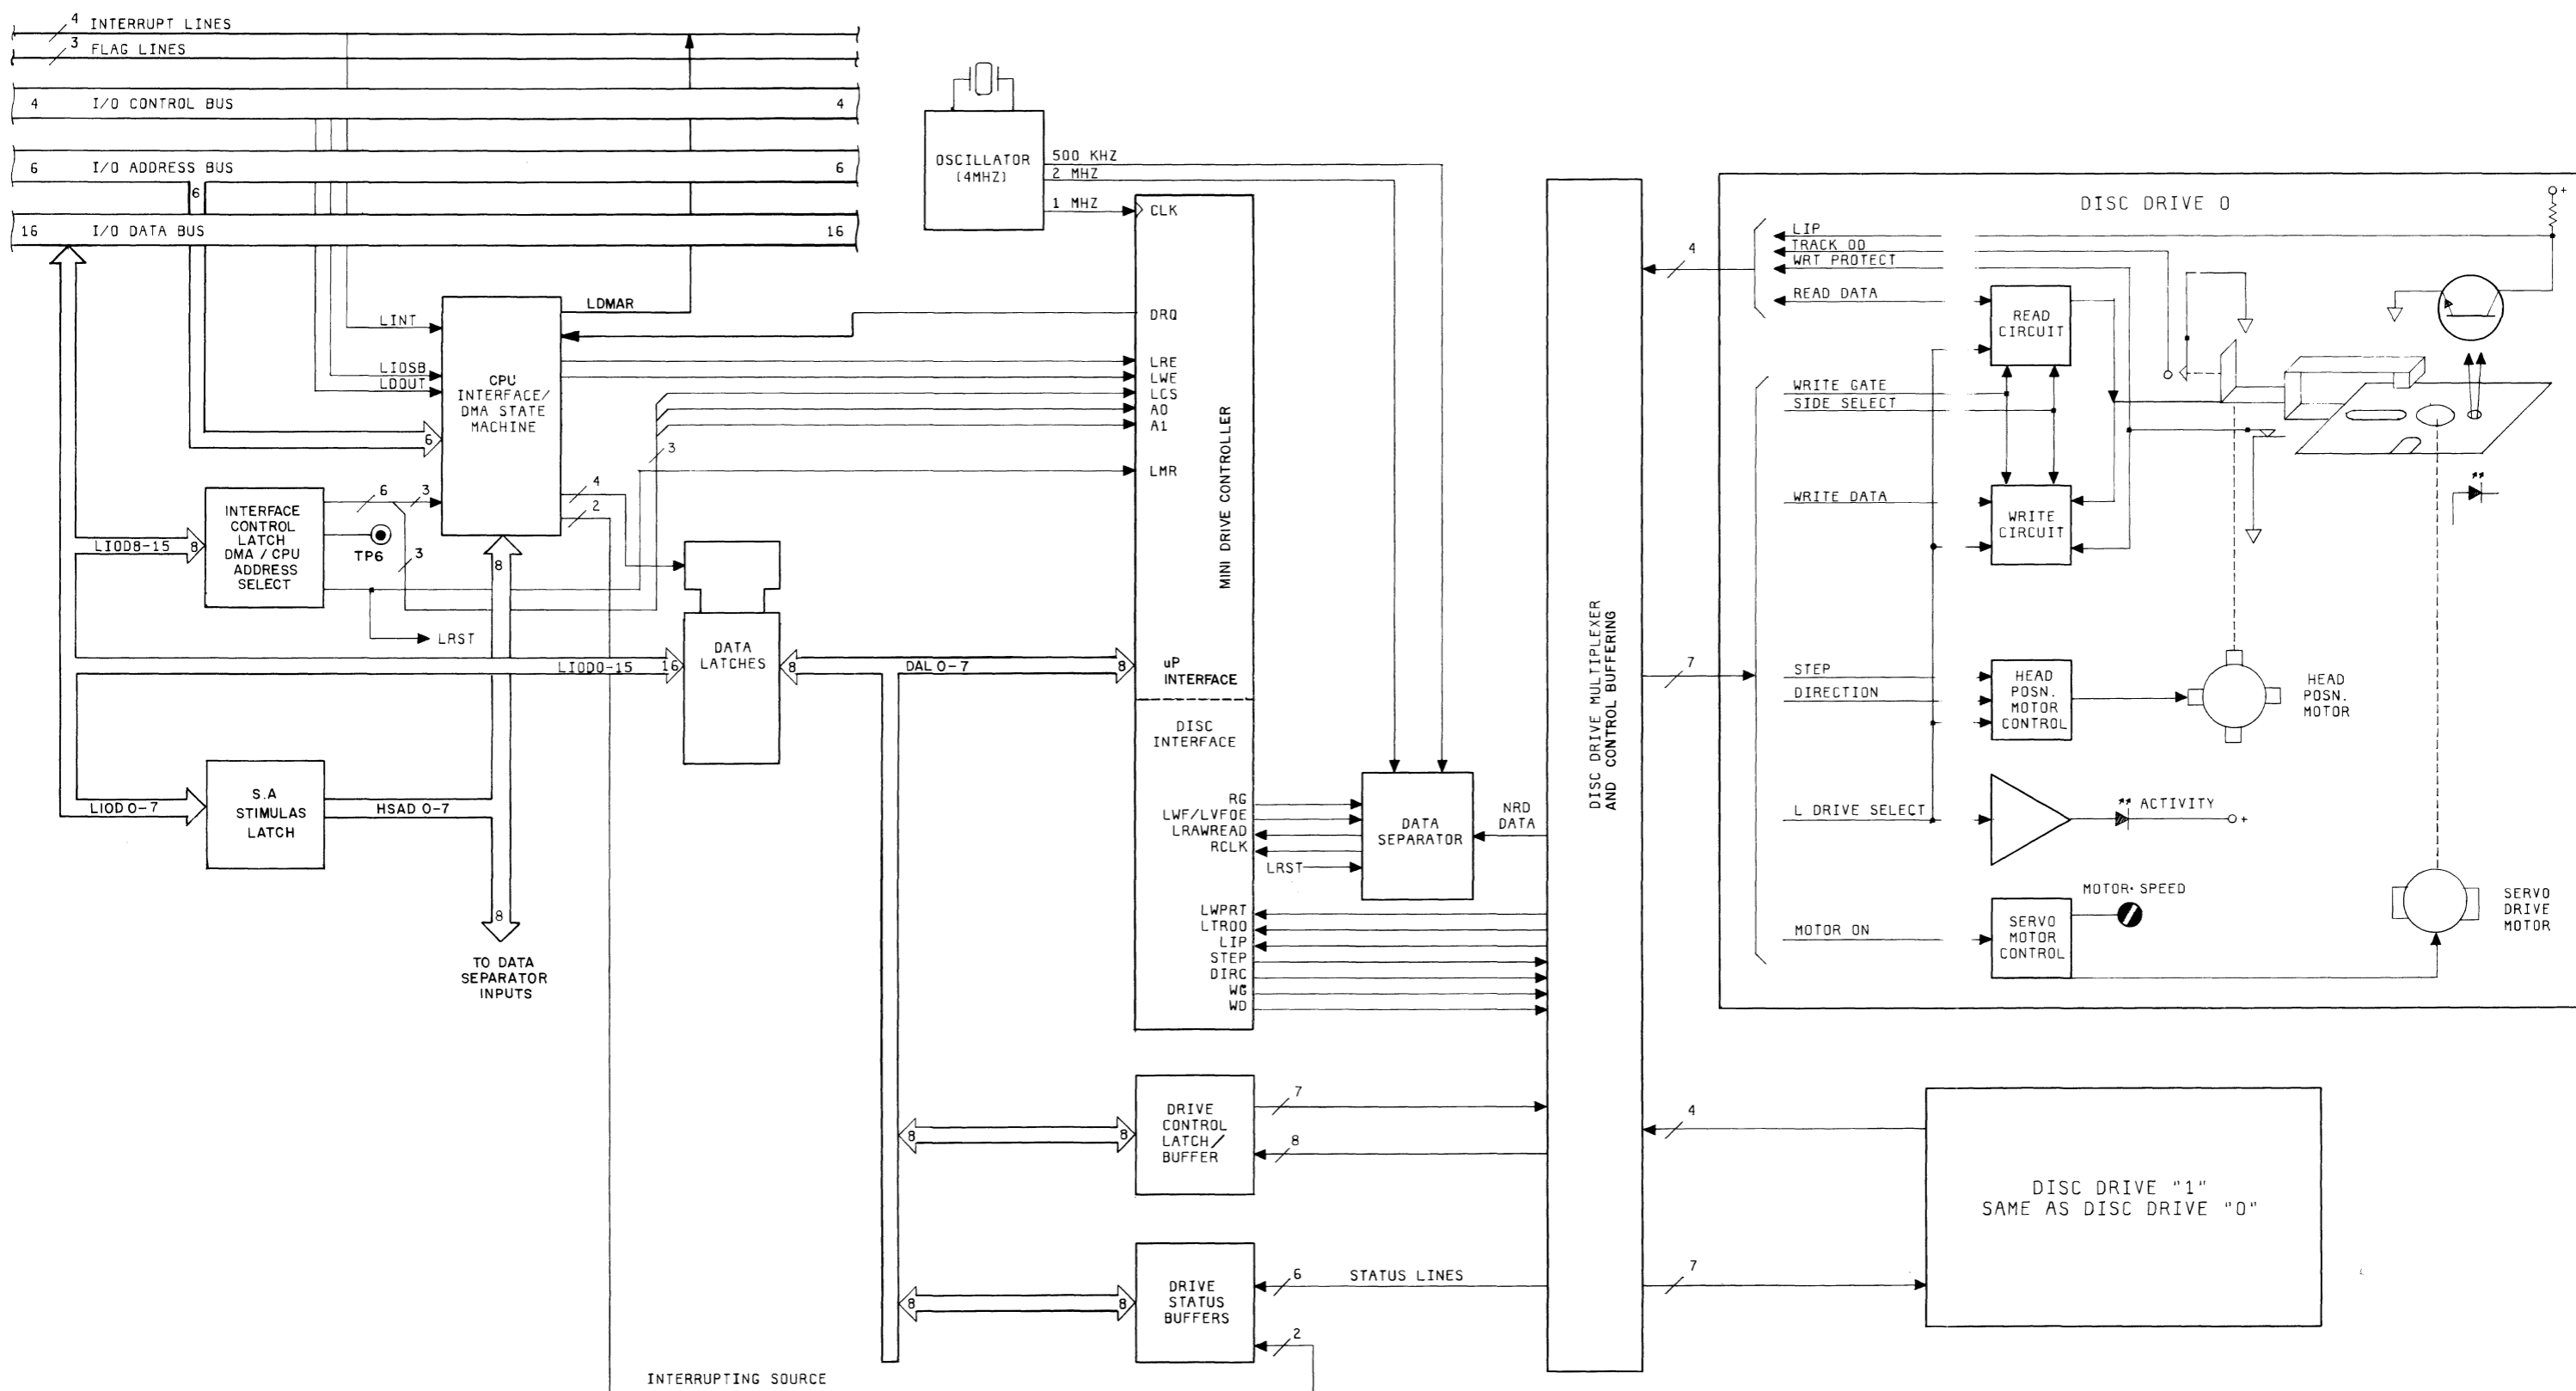 4 INTERRUPT LINES
3 FLAG LINES
4 I/O CONTROL BUS 4
6 I/O ADDRESS BUS 6
6
16 I/O DATA BUS 16
OSCILLATOR
(4MHZ)
500 KHZ
2 MHZ
1 MHZ
LDMAR
LINT
LIOSB
LDOUT
CPU
INTERFACE/
DMA STATE
MACHINE
6
6
3
3
4
2
8
INTERFACE
CONTROL
LATCH
DMA / CPU
ADDRESS
SELECT
TP6
LIOD8-15 8
LRST
3
LIOD0-15 16
DATA
LATCHES
8 DAL 0-7 8
LIOD 0-7
S.A
STIMULAS
LATCH
HSAD 0-7
8
TO DATA
SEPARATOR
INPUTS
INTERRUPTING SOURCE
CLK
DRQ
LRE
LWE
LCS
A0
A1
LMR
MINI DRIVE CONTROLLER
uP
INTERFACE
DISC
INTERFACE
RG
LWF/LVFOE
LRAWREAD
RCLK
LRST
LWPRT
LTR00
LIP
STEP
DIRC
WG
WD
DATA
SEPARATOR
NRD
DATA
DISC DRIVE MULTIPLEXER
AND CONTROL BUFFERING
8 8
DRIVE
CONTROL
LATCH/
BUFFER
7
8
8 8
DRIVE
STATUS
BUFFERS
6 STATUS LINES
2
4
7
4
7
DISC DRIVE 0
+
LIP
TRACK 00
WRT PROTECT
READ DATA
READ
CIRCUIT
WRITE GATE
SIDE SELECT
WRITE DATA
WRITE
CIRCUIT
STEP
DIRECTION
HEAD
POSN.
MOTOR
CONTROL
HEAD
POSN.
MOTOR
L DRIVE SELECT
ACTIVITY
+
MOTOR SPEED
MOTOR ON
SERVO
MOTOR
CONTROL
SERVO
DRIVE
MOTOR
DISC DRIVE "1"
SAME AS DISC DRIVE "0"